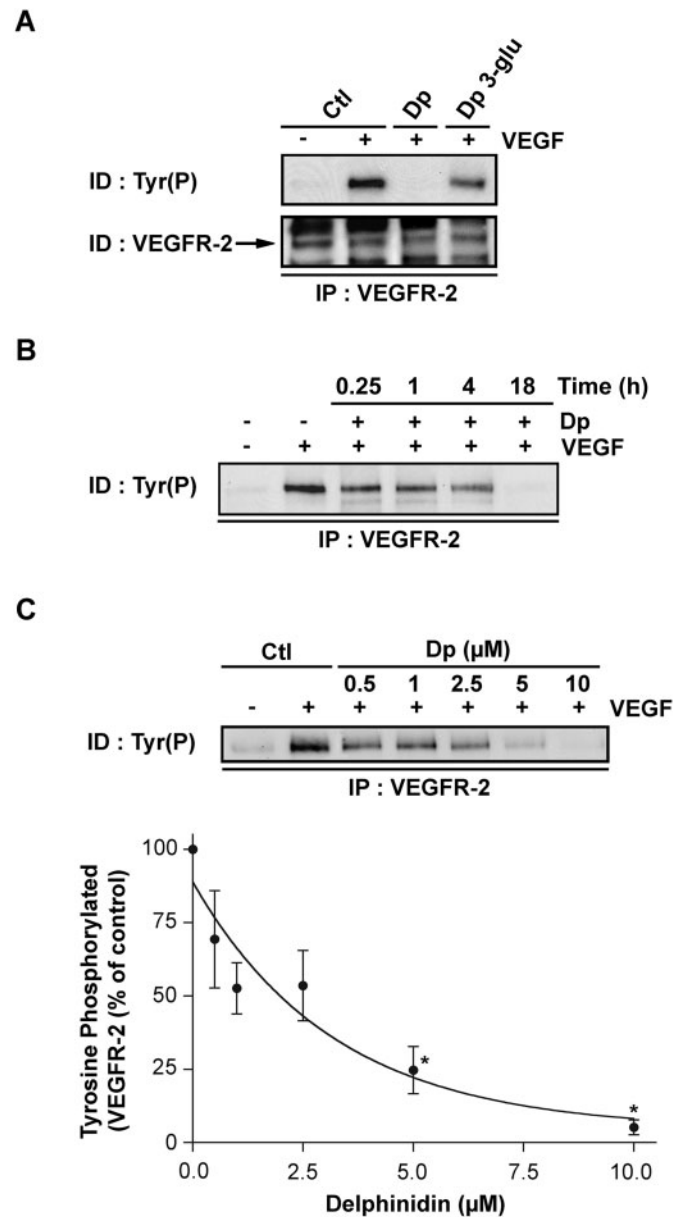 A
Ctl Dp Dp 3-glu
- + + + VEGF
ID : Tyr(P)
ID : VEGFR-2
IP : VEGFR-2
B
0.25 1 4 18 Time (h)
- - + + + + Dp
- + + + + + VEGF
ID : Tyr(P)
IP : VEGFR-2
C
Ctl Dp (µM)
0.5 1 2.5 5 10
- + + + + + + VEGF
ID : Tyr(P)
IP : VEGFR-2
Tyrosine Phosphorylated
(VEGFR-2 (% of control)
100
75
50
25
0
*
*
0.0 2.5 5.0 7.5 10.0
Delphinidin (µM)